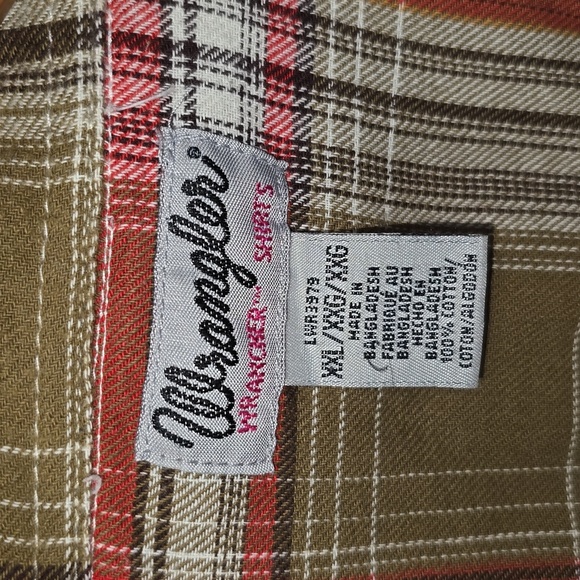 Wrangler®
WRANCHER™ SHIRTS
LWR3979
XXL/XXG/XXG
MADE IN
BANGLADESH
FABRIQUE AU
BANGLADESH
HECHO EN
BANGLADESH
100% COTTON/
COTON/ALGODON